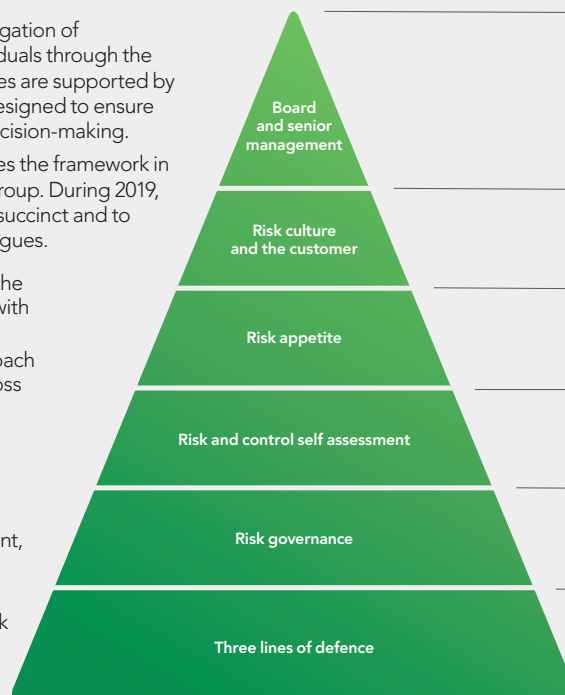 gation of
duals through the
es are supported by
esigned to ensure
cision-making.
es the framework in
roup. During 2019,
succinct and to
gues.
he
with
oach
oss
nt,
k
Board
and senior
management
Risk culture
and the customer
Risk appetite
Risk and control self assessment
Risk governance
Three lines of defence